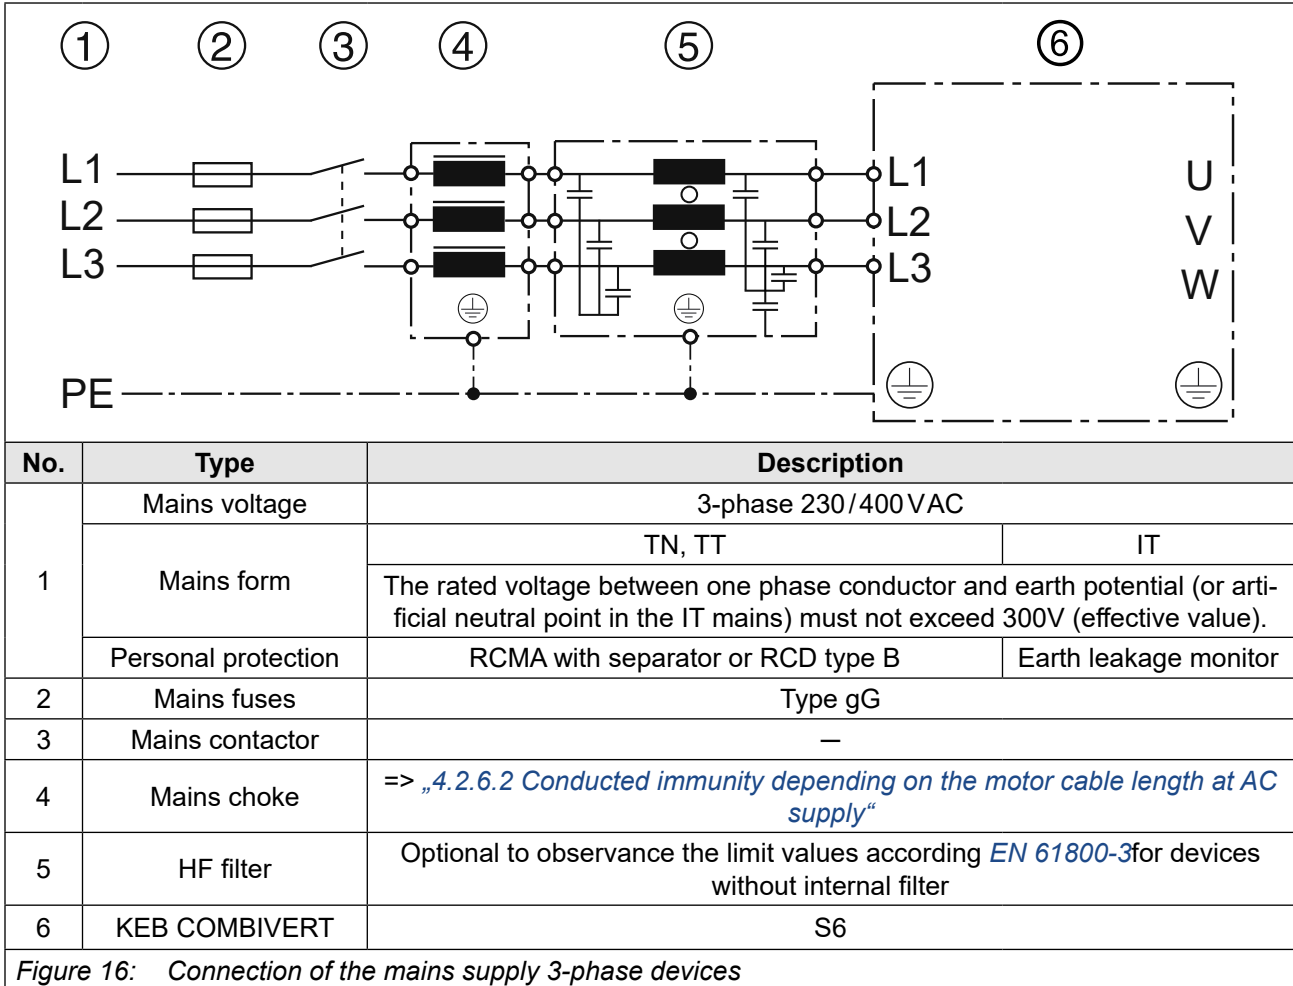 1 2 3 4 5 6
L1 L1 U
L2 L2 V
L3 L3 W
PE
No. Type Description
1 Mains voltage 3-phase 230/400VAC
Mains form TN, TT IT
The rated voltage between one phase conductor and earth potential (or arti-
ficial neutral point in the IT mains) must not exceed 300V (effective value).
Personal protection RCMA with separator or RCD type B Earth leakage monitor
2 Mains fuses Type gG
3 Mains contactor –
4 Mains choke => „4.2.6.2 Conducted immunity depending on the motor cable length at AC
supply“
5 HF filter Optional to observance the limit values according EN 61800-3for devices
without internal filter
6 KEB COMBIVERT S6
Figure 16: Connection of the mains supply 3-phase devices